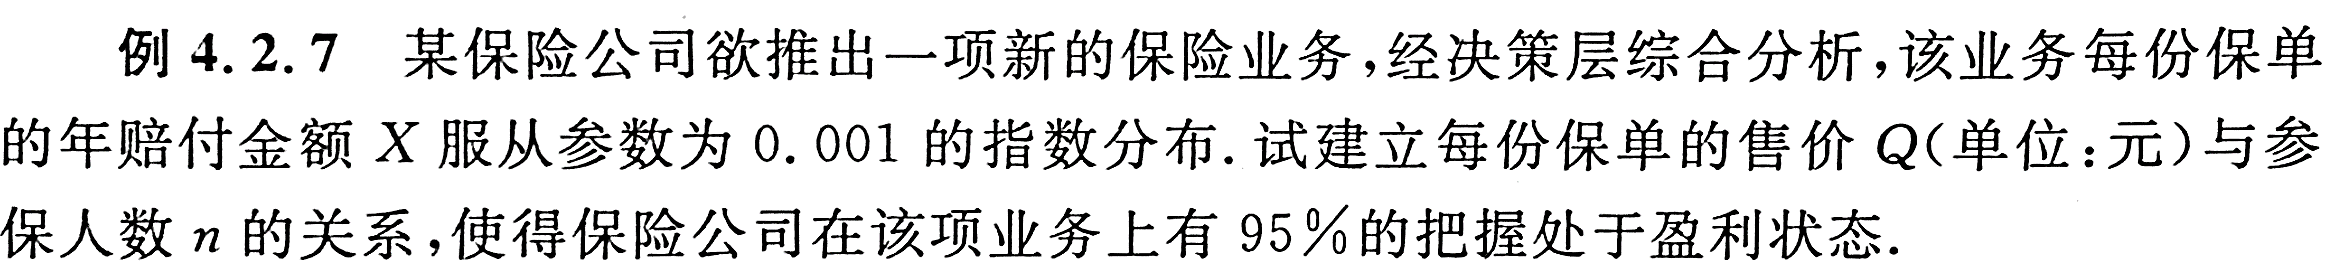 例 4.2.7 某保险公司欲推出一项新的保险业务,经决策层综合分析,该业务每份保单
的年赔付金额 X 服从参数为 0.001 的指数分布. 试建立每份保单的售价 Q(单位:元)与参
保人数 n 的关系,使得保险公司在该项业务上有 95%的把握处于盈利状态.